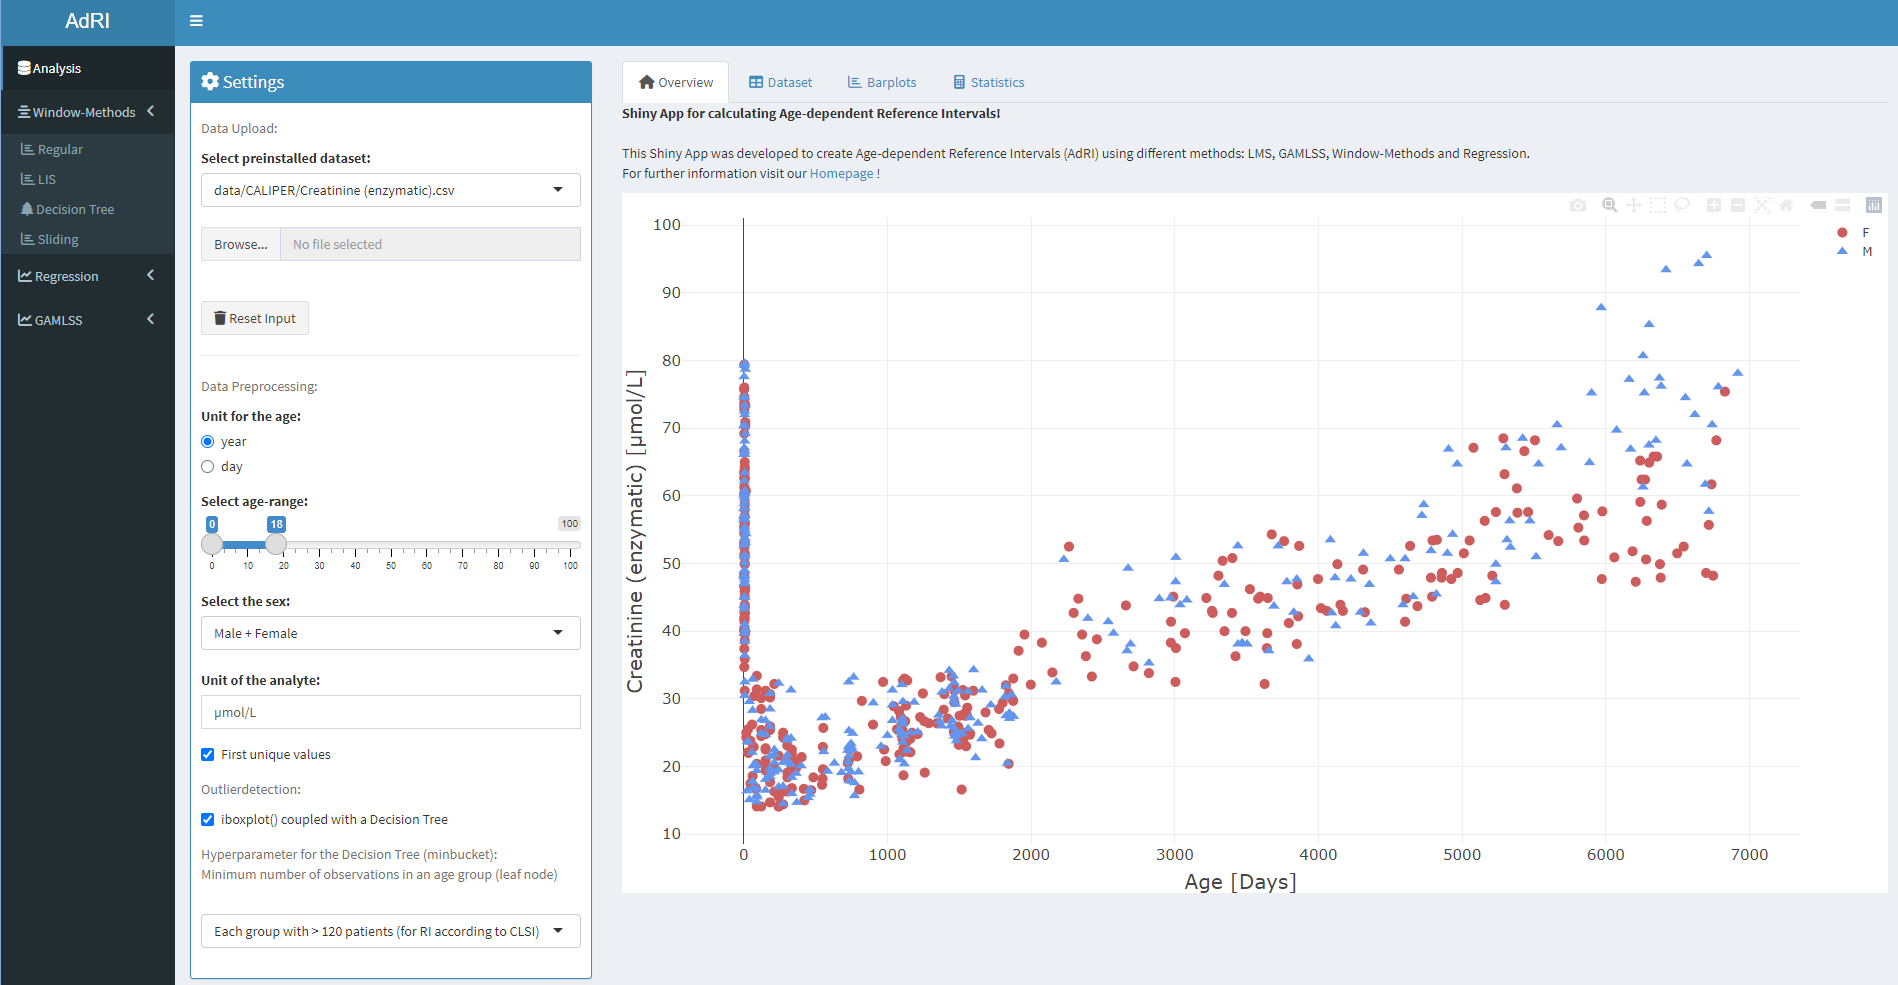 AdRI
Analysis
Window-Methods
Regular
LIS
Decision Tree
Sliding
Regression
GAMLSS
Settings
Data Upload:
Select preinstalled dataset:
data/CALIPER/Creatinine (enzymatic).csv
Browse... No file selected
Reset Input
Data Preprocessing:
Unit for the age:
year
day
Select age-range:
0 18 100
0 10 20 30 40 50 60 70 80 90 100
Select the sex:
Male + Female
Unit of the analyte:
µmol/L
First unique values
Outlierdetection:
iboxplot() coupled with a Decision Tree
Hyperparameter for the Decision Tree (minbucket):
Minimum number of observations in an age group (leaf node)
Each group with > 120 patients (for RI according to CLSI)
Overview Dataset Barplots Statistics
Shiny App for calculating Age-dependent Reference Intervals!
This Shiny App was developed to create Age-dependent Reference Intervals (AdRI) using different methods: LMS, GAMLSS, Window-Methods and Regression.
For further information visit our Homepage !
F
M
Creatinine (enzymatic) [µmol/L]
100
90
80
70
60
50
40
30
20
10
0 1000 2000 3000 4000 5000 6000 7000
Age [Days]